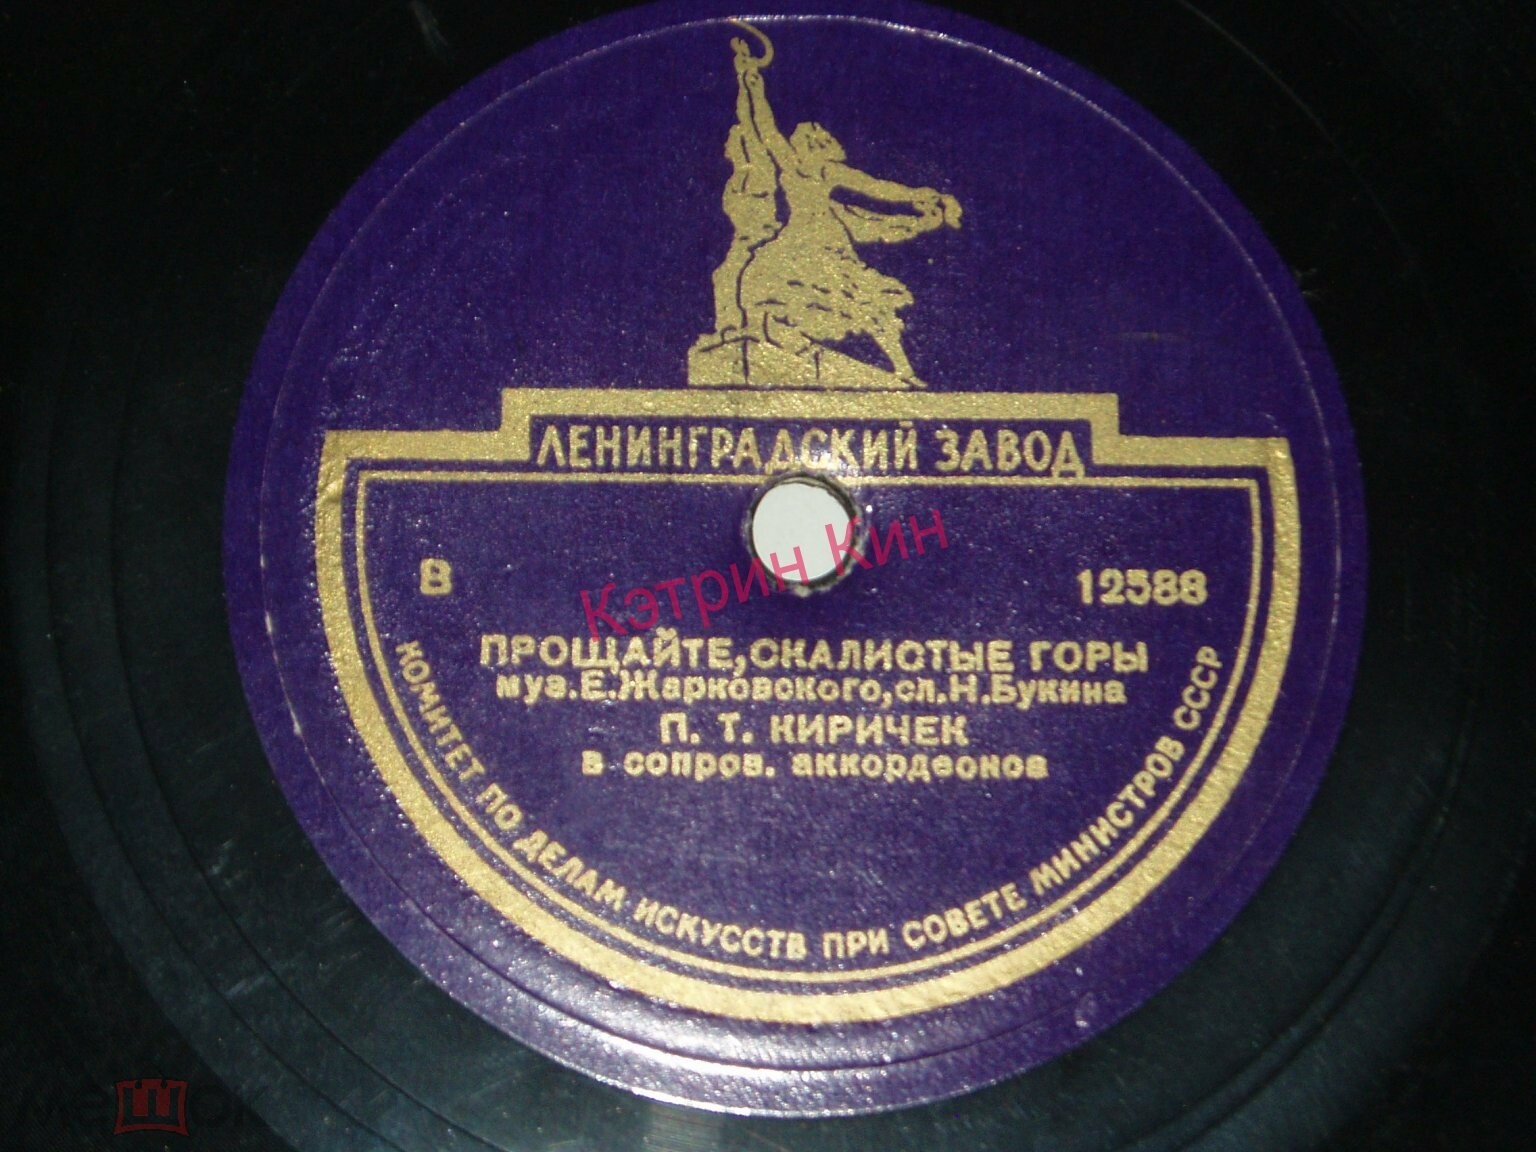 ЛЕНИНГРАДСКИЙ ЗАВОД
В 12588
Кэтрин Кин
ПРОЩАЙТЕ, СКАЛИСТЫЕ ГОРЫ
муз. Е. Жарковского, сл. Н. Букина
П. Т. КИРИЧЕК
в сопров. аккордеонов
КОМИТЕТ ПО ДЕЛАМ ИСКУССТВ ПРИ СОВЕТЕ МИНИСТРОВ СССР